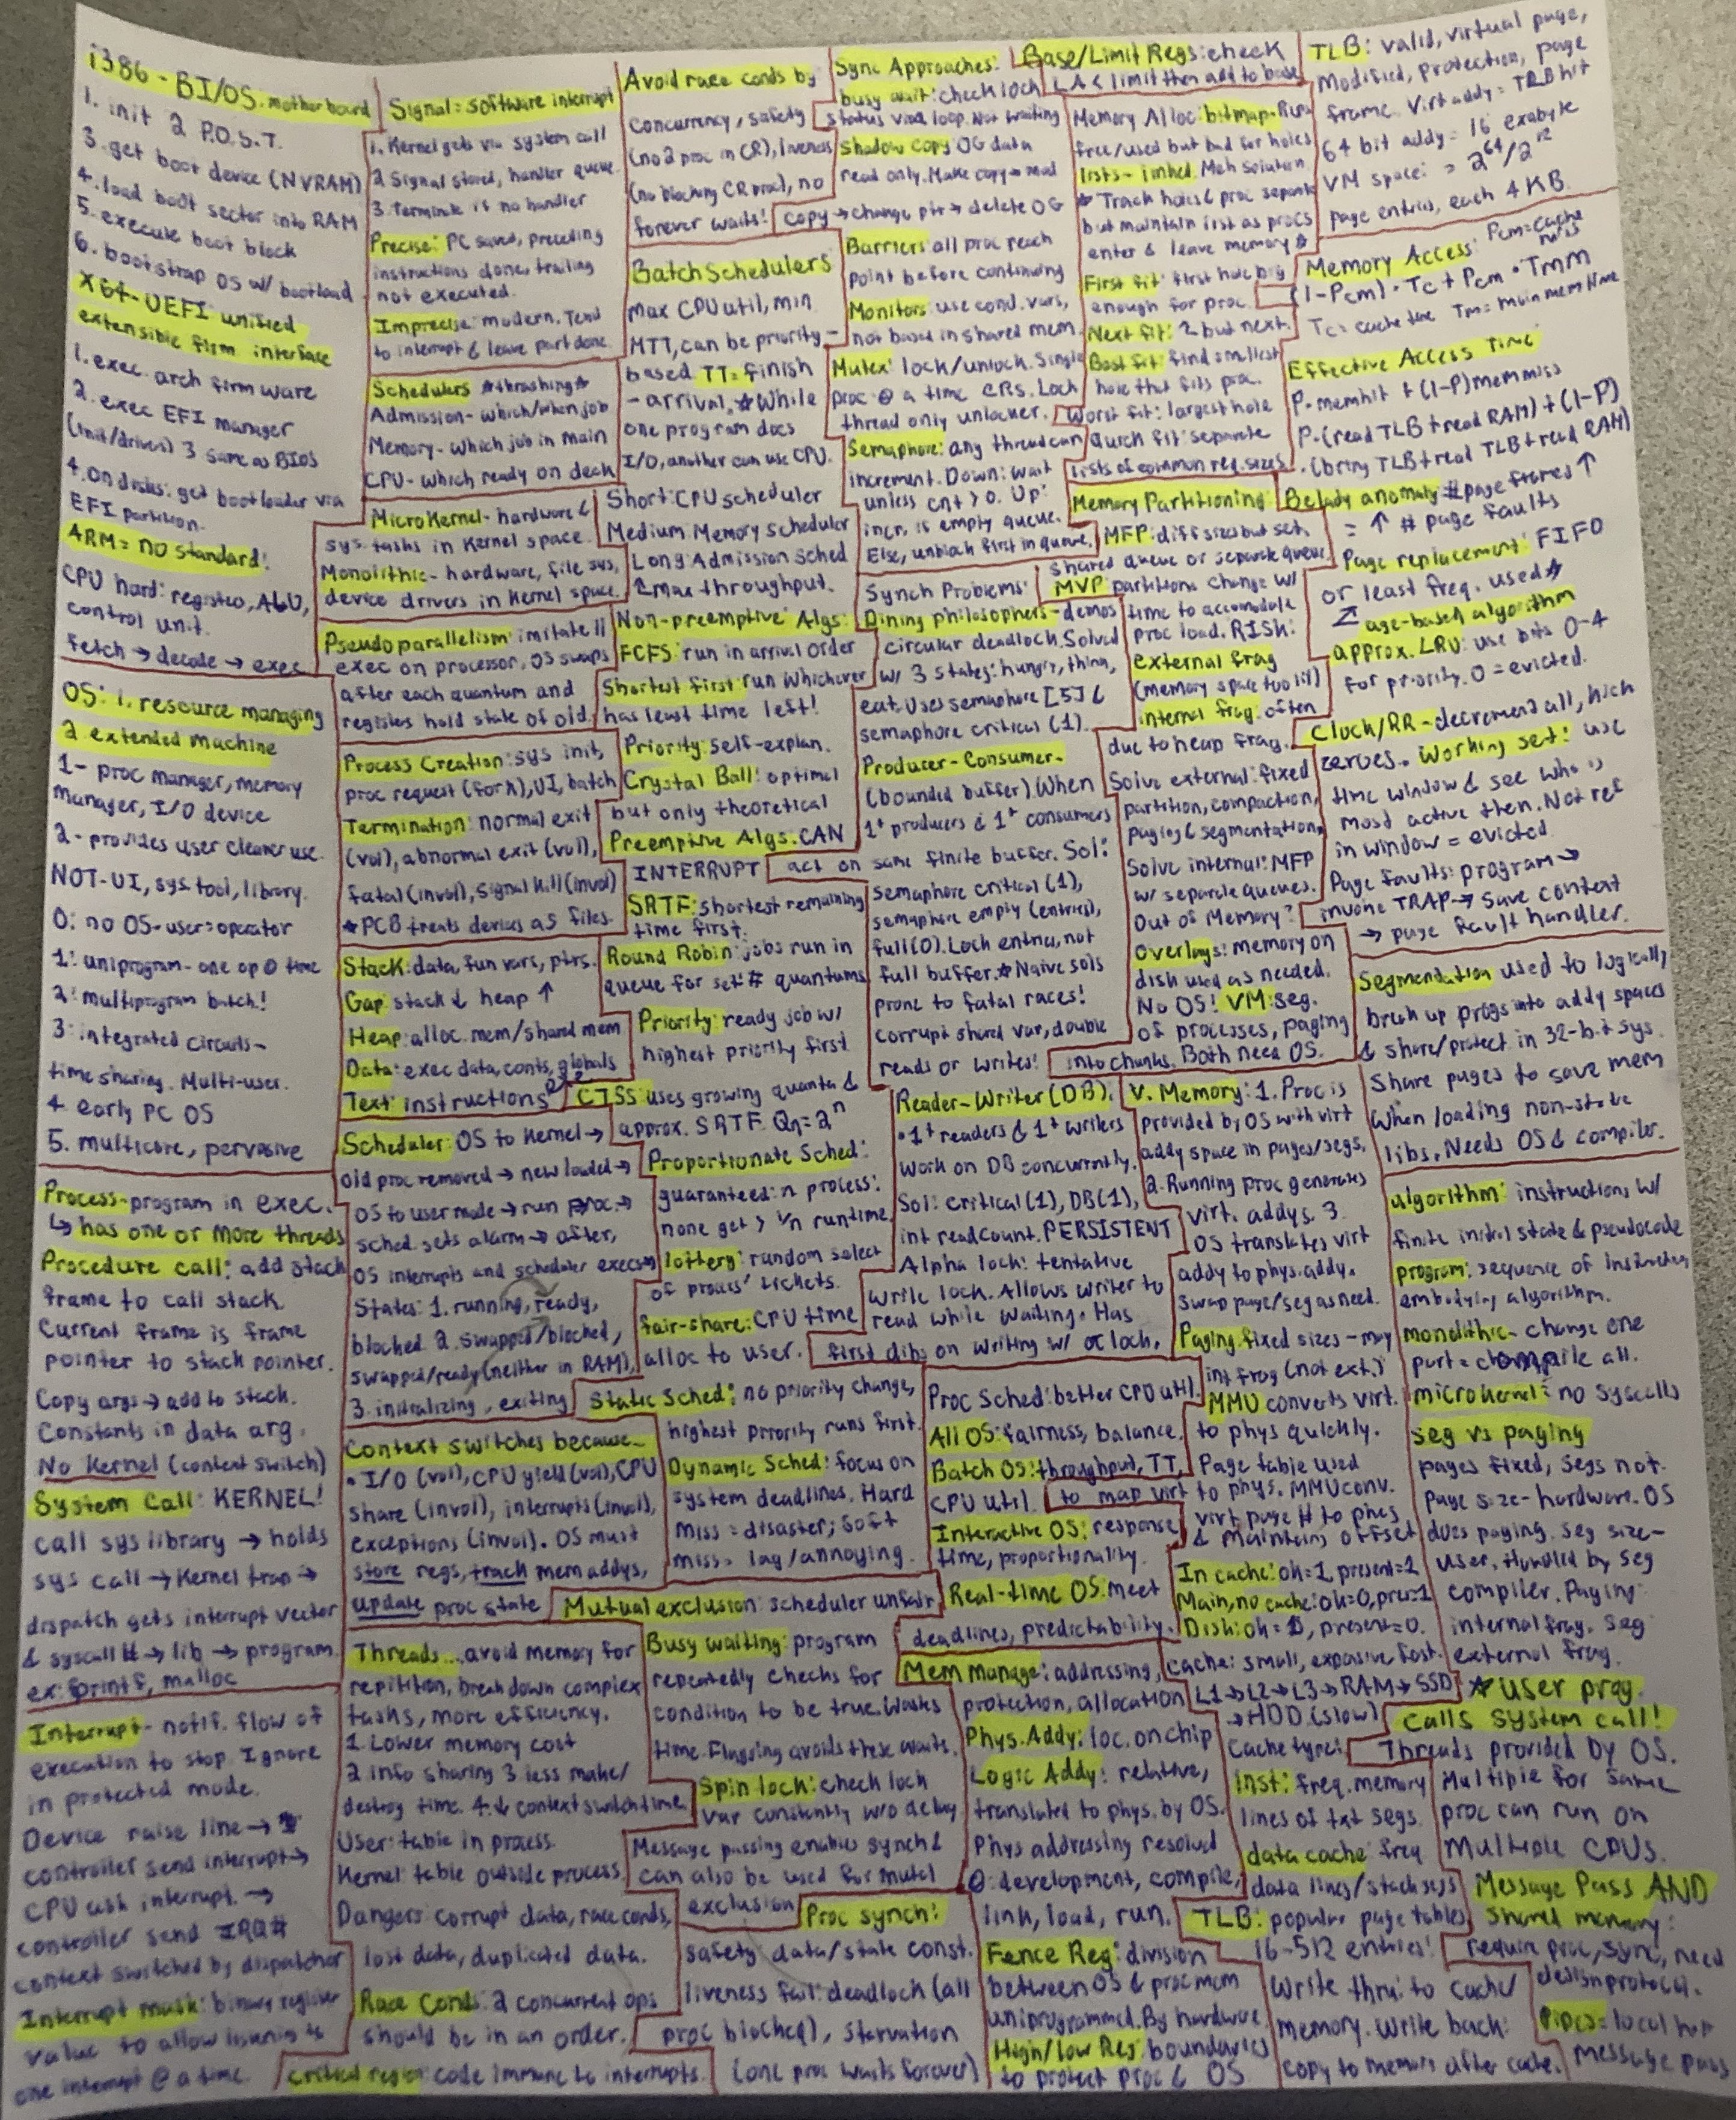 i386 - BI/OS. motherboard
1. init 2 P.O.S.T.
3. get boot device (NVRAM)
4. load boot sector into RAM
5. execute boot block
6. bootstrap OS w/ bootload
X64-UEFI unified
extensible firm interface
1. exec. arch firm ware
2. exec EFI manager
(init/drives) 3 same as BIOS
4. On disks: get bootloader via
EFI partition.
ARM = no standard!
CPU hard: registers, ALU,
control unit.
fetch → decode → exec
OS: 1. resource managing
2 extended machine
1- proc manager, memory
manager, I/O device
2- provides user cleaner use.
NOT-UI, sys. tool, library.
0: no OS-user=operator
1: uniprogram- one op @ time
2: multiprogram batch!
3: integrated circuits-
time sharing. Multi-user.
4 early PC OS
5. multicore, pervasive
Process-program in exec.
↳ has one or more threads
Procedure call: add stack
frame to call stack.
Current frame is frame
pointer to stack pointer.
Copy args → add to stack.
Constants in data arg.
No Kernel (context switch)
System Call: KERNEL!
call sys library → holds
sys call → Kernel trap →
dispatch gets interrupt vector
& syscall # → lib → program.
ex: fprintf, malloc
Interrupt- notif. flow of
execution to stop. Ignore
in protected mode.
Device raise line →
controller send interrupt →
CPU ask interrupt. →
controller send IRQ#
context switched by dispatcher
Interrupt mask: binary register
value to allow listening to
one interrupt @ a time.
Signal = software interrupt
1. Kernel gets via system call
2 Signal stored, handler queue.
3. Terminate if no handler
Precise: PC saved, preceding
instructions done, trailing
not executed.
Imprecise: modern. Tend
to interrupt & leave part done.
Schedulers ★thrashing★
Admission- which/when job
Memory- which job in main
CPU- which ready on deck
Microkernel- hardware &
sys. tasks in Kernel space.
Monolithic- hardware, file sys,
device drivers in Kernel space.
Pseudoparallelism: imitate //
exec on processor. OS swaps
after each quantum and
registers hold state of old.
Process Creation: sys init,
proc request (fork), UI, batch
Termination: normal exit
(vol), abnormal exit (vol),
fatal (invol), signal kill (invol)
★ PCB treats devices as files.
Stack: data, fun vars, ptrs.
Gap: stack ↓ heap ↑
Heap: alloc. mem/shared mem
Data: exec data, conts, globals
Text: instructions
Scheduler: OS to Kernel →
old proc removed → new loaded →
OS to user mode → run proc. →
sched sets alarm → after,
OS interrupts and scheduler execs
States: 1. running, ready,
blocked 2. swapped/blocked,
swapped/ready (neither in RAM)
3. initializing, exiting
Context switches because-
• I/O (vol), CPU yield (vol), CPU
share (invol), interrupts (invol),
exceptions (invol). OS must
store regs, track mem addys,
update proc state
Threads... avoid memory for
repitition, break down complex
tasks, more efficiency.
1. Lower memory cost
2 info sharing 3 less make/
destroy time. 4. ↓ context switch time.
User: table in process.
Kernel: table outside process
Dangers: corrupt data, race conds,
lost data, duplicated data.
Race Conds: 2 concurrent ops
should be in an order.
critical region: code immune to interrupts.
Avoid race conds by
concurrency, safety
(no 2 proc in CR), liveness
(no blocking CR proc), no
forever waits!
Batch Schedulers
max CPU util, min
MTT, can be priority-
based TT= finish
- arrival. ★While
one program does
I/O, another can use CPU.
Short: CPU scheduler
Medium: Memory scheduler
Long: Admission sched
max throughput.
Non-preemptive Algs:
FCFS: run in arrival order
Shortest first: run whichever
has least time left!
Priority: self-explan.
Crystal Ball: optimal
but only theoretical
Preemptive Algs. CAN
INTERRUPT
SRTF: shortest remaining
time first.
Round Robin: jobs run in
queue for set # quantums
Priority: ready job w/
highest priority first.
CTSS uses growing quanta &
approx. SRTF. Qn = 2^n
Proportionate Sched:
guaranteed: n process:
none get > 1/n runtime
lottery: random select
of process' tickets.
fair-share: CPU time
alloc to user.
Static Sched: no priority change,
highest priority runs first.
Dynamic Sched: focus on
system deadlines. Hard
miss = disaster; soft
miss = lag/annoying.
Mutual exclusion: scheduler unfair
Busy waiting: program
repeatedly checks for
condition to be true. Wasks
time. Flagging avoids these waits.
Spin lock: check lock
var constantly w/o delay
Message passing enables synch &
can also be used for mutal
exclusion
Proc synch:
safety: data/state const.
liveness fail: deadlock (all
proc blocked), starvation
(one proc waits forever)
Sync Approaches:
busy wait: check lock
status via loop. Not waiting
Shadow copy OG data
read only. Make copy → mod
copy → change ptr → delete OG
Barriers: all proc reach
point before continuing
Monitors: use cond. vars,
not based in shared mem.
Mutex: lock/unlock. Single
proc @ a time CRs. Lock
thread only unlocker.
Semaphore: any thread can
increment. Down: wait
unless cnt > 0. Up:
incr. is empty queue.
Else, unblock first in queue.
Synch Problems:
Dining philosophers- demos
circular deadlock. Solved
w/ 3 states: hungry, think,
eat. Uses semaphore [5] &
semaphore critical (1).
Producer-Consumer-
(bounded buffer). When
1+ producers & 1+ consumers
act on same finite buffer. Sol:
semaphore critical (1),
semaphore empty (entries),
full (0). Lock entries, not
full buffer. ★Naive sols
prone to fatal races!
corrupt shared var, double
reads or writes!
Reader-Writer (DB).
• 1+ readers & 1+ writers
work on DB concurrently.
Sol: critical (1), DB(1),
int readcount. PERSISTENT
Alpha lock: tentative
write lock. Allows writer to
read while waiting. Has
first dibs on writing w/ α lock.
Proc Sched: better CPU util.
All OS: fairness, balance.
Batch OS: throughput, TT,
CPU util.
Interactive OS: response
time, proportionality.
Real-time OS: meet
deadlines, predictability.
Mem Manage: addressing,
protection, allocation
Phys. Addy: loc. on chip
Logic Addy: relative,
translated to phys. by OS.
Phys addressing resolved
@: development, compile,
link, load, run.
Fence Reg: division
between OS & proc mem
uniprogrammed. By hardware
High/low Reg: boundaries
to protect proc & OS
Base/Limit Regs: check
LA < limit then add to base
Memory Alloc: bitmap- Reps
free/used but bad for holes
lists- linked. Meh solution.
★ Track holes & proc separate
but maintain list as procs
enter & leave memory ★
First fit: first hole big
enough for proc.
Next fit: 2 but next.
Best fit: find smallest
hole that fits proc.
Worst fit: largest hole
Quick fit: separate
lists of common req. sizes
Memory Partitioning
MFP: diff sizes but set.
shared queue or separate queue
MVP: partitions change w/
time to accomodate
proc load. RISK:
external frag
(memory space too lil)
internal frag: often
due to heap frag.
Solve external: fixed
partition, compaction,
paging & segmentation
Solve internal: MFP
w/ separate queues.
Out of Memory?
Overlays: memory on
disk used as needed.
No OS! VM: seg.
of processes, paging
into chunks. Both need OS.
V. Memory: 1. Proc is
provided by OS with virt
addy space in pages/segs,
2. Running proc generates
virt. addys. 3.
OS translates virt
addy to phys. addy.
Swap page/seg as need.
Paging: fixed sizes - may
int frag (not ext.)
MMU converts virt.
to phys quickly.
Page table used
to map virt to phys. MMU conv.
virt page # to phys
& maintains offset
In cache: ok=1, present=1
Main, no cache: ok=0, pres=1
Disk: ok=0, present=0.
Cache: small, expensive fast.
L1→L2→L3→RAM→SSD
→HDD (slow)
Cache type:
inst: freq. memory
lines of txt segs.
data cache: freq
data lines/stack segs
TLB: popular page tables
16-512 entries!
Write thru: to cache/
memory. Write back:
copy to memory after cache.
TLB: valid, virtual page,
Modified, Protection, page
frame. Virt addy = TLB hit
64 bit addy = 16 exabyte
VM space: = 2^64/2^12
page entries, each 4 KB.
Memory Access: Pcm = cache miss
(1-Pcm) · Tc + Pcm · Tmm
Tc = cache time Tm = main mem time
Effective Access Time
P·memhit + (1-P)memmiss
P·(read TLB + read RAM) + (1-P)
·(bring TLB + read TLB + read RAM)
Belady anomaly: # page frames ↑
= ↑ # page faults
Page replacement: FIFO
or least freq. used ★
age-based algorithm
approx. LRU: use bits 0-4
for priority. 0 = evicted.
Clock/RR- decrement all, kick
zeroes. Working set: use
time window & see who is
most active then. Not ref
in window = evicted
Page faults: program →
invoke TRAP → save context
→ page fault handler.
Segmendation used to logically
break up progs into addy spaces
& share/protect in 32-bit sys.
Share pages to save mem
when loading non-static
libs. Needs OS & compiler.
algorithm: instructions w/
finite initial state & pseudocode
program: sequence of instructions
embodying algorithm.
monolithic- change one
part = compile all.
microkernel: no syscalls
seg vs paging
pages fixed, segs not.
Page size- hardware. OS
does paging. Seg size-
user. Handled by seg
compiler. Paging:
internal frag. Seg
external frag.
★ user prog.
calls system call!
Threads provided by OS.
Multiple for same
proc can run on
multiple CPUs.
Message Pass AND
shared memory:
require proc, sync, need
design protocol.
Pipes = local
message pass